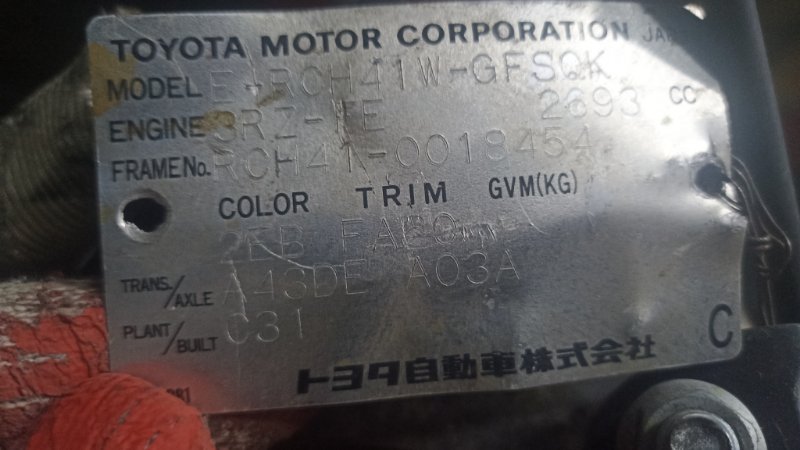 TOYOTA MOTOR CORPORATION JA
MODEL E-RCH41W-GFSQK
ENGINE 3RZ-FE 2693 CC
FRAME No. RCH41-0018454
COLOR TRIM GVM(KG)
2EB
TRANS./AXLE A43DE A03A
PLANT/BUILT C31
C
トヨタ自動車株式会社